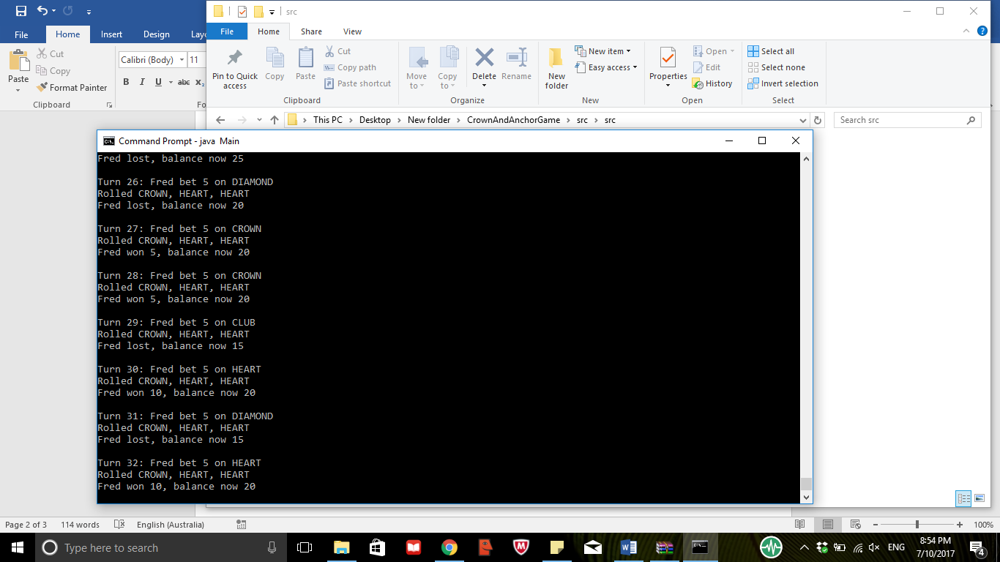 src
File
Home
Insert
Design
File
Home
Share
View
Paste
Cut
Copy
Format Painter
Clipboard
Calibri (Body)
11
B I U abc x₂
Pin to Quick access
Copy
Paste
Cut
Copy path
Paste shortcut
Clipboard
Move to
Copy to
Delete
Rename
Organize
New folder
New item
Easy access
New
Properties
Open
Edit
History
Open
Select all
Select none
Invert selection
Select
This PC > Desktop > New folder > CrownAndAnchorGame > src > src
Search src
Command Prompt - java Main
Fred lost, balance now 25
Turn 26: Fred bet 5 on DIAMOND
Rolled CROWN, HEART, HEART
Fred lost, balance now 20
Turn 27: Fred bet 5 on CROWN
Rolled CROWN, HEART, HEART
Fred won 5, balance now 20
Turn 28: Fred bet 5 on CROWN
Rolled CROWN, HEART, HEART
Fred won 5, balance now 20
Turn 29: Fred bet 5 on CLUB
Rolled CROWN, HEART, HEART
Fred lost, balance now 15
Turn 30: Fred bet 5 on HEART
Rolled CROWN, HEART, HEART
Fred won 10, balance now 20
Turn 31: Fred bet 5 on DIAMOND
Rolled CROWN, HEART, HEART
Fred lost, balance now 15
Turn 32: Fred bet 5 on HEART
Rolled CROWN, HEART, HEART
Fred won 10, balance now 20
Page 2 of 3
114 words
English (Australia)
100%
Type here to search
ENG
8:54 PM
7/10/2017
4